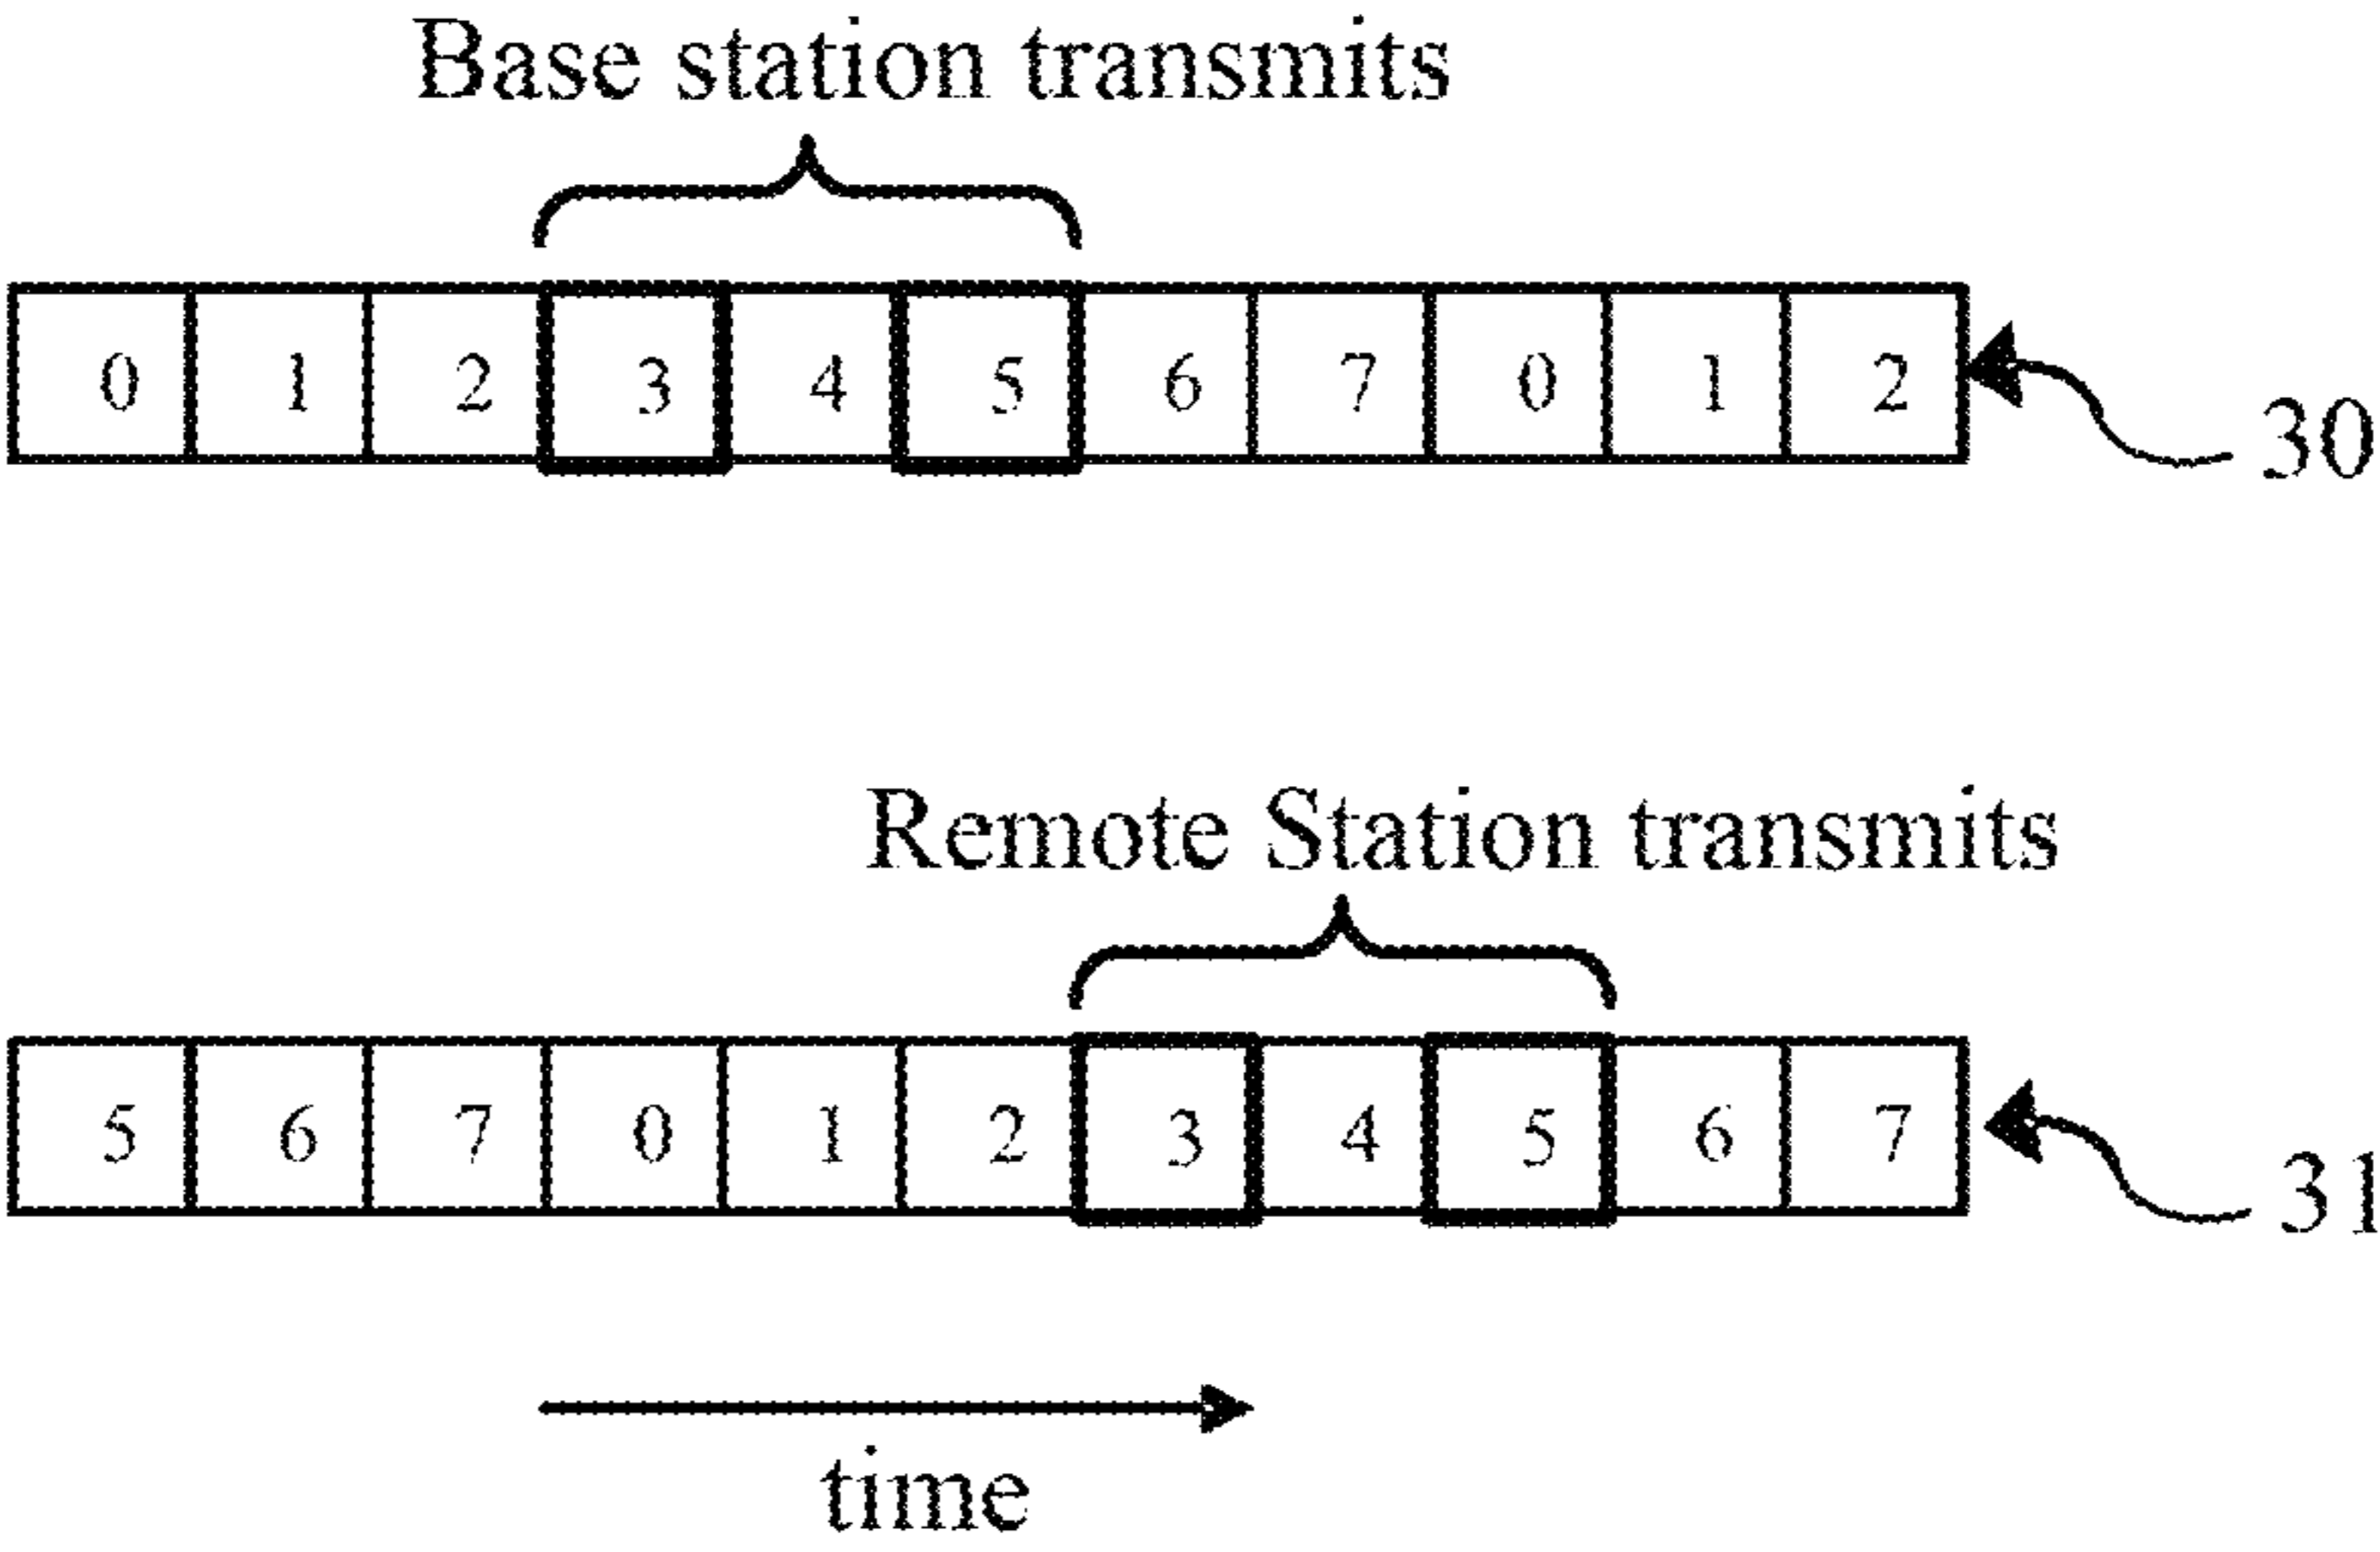 Base station transmits
0 1 2 3 4 5 6 7 0 1 2
30
Remote Station transmits
5 6 7 0 1 2 3 4 5 6 7
31
time